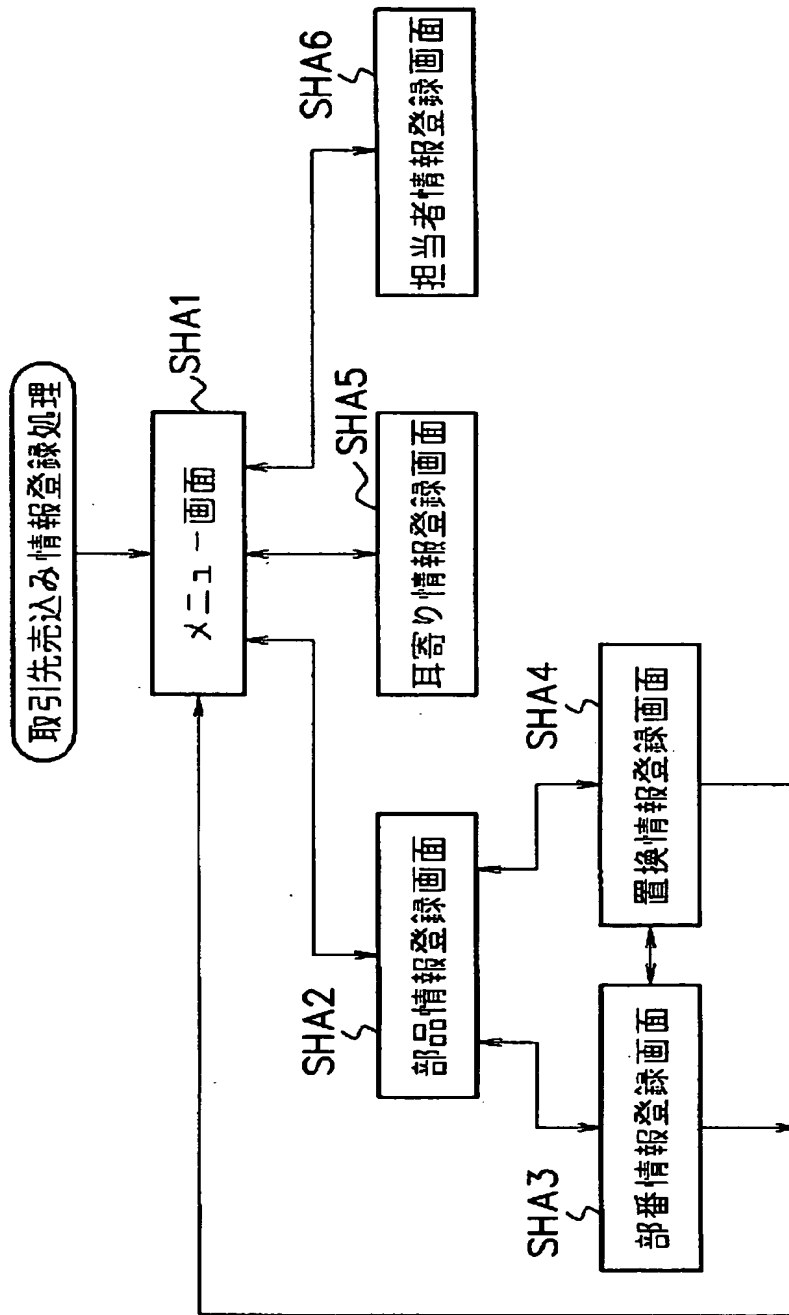 取引先売込み情報登録処理
SHA1
メニュー画面
SHA2
部品情報登録画面
SHA5
耳寄り情報登録画面
SHA6
担当者情報登録画面
SHA3
部番情報登録画面
SHA4
置換情報登録画面